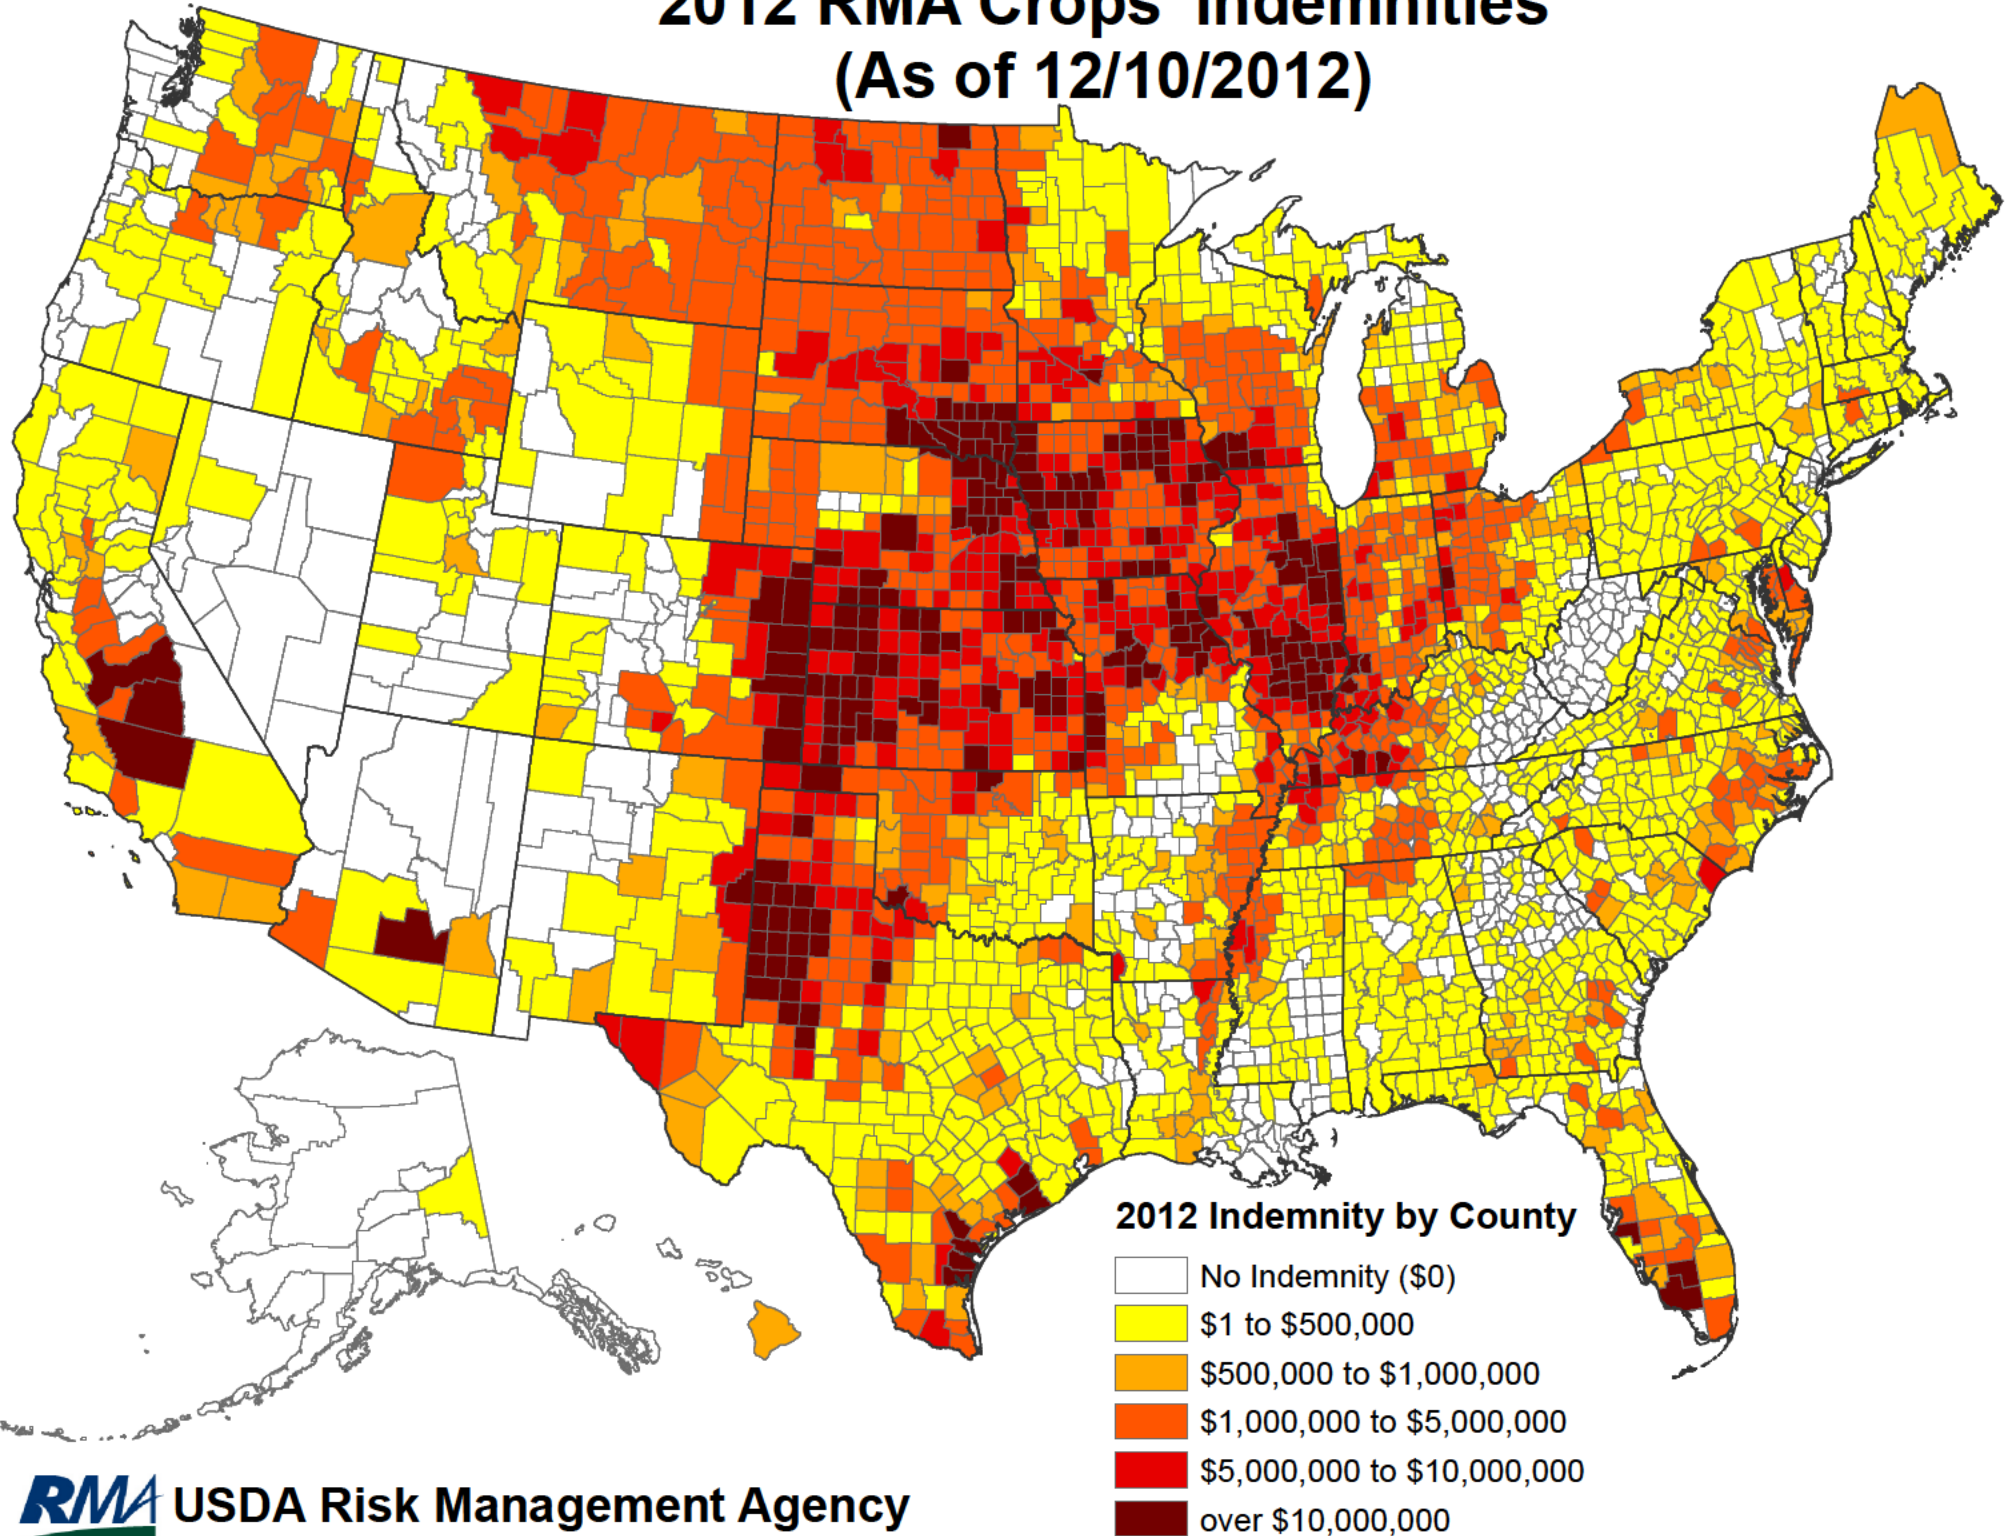 2012 RMA Crops' Indemnities
(As of 12/10/2012)
2012 Indemnity by County
No Indemnity ($0)
$1 to $500,000
$500,000 to $1,000,000
$1,000,000 to $5,000,000
$5,000,000 to $10,000,000
over $10,000,000
RMA USDA Risk Management Agency